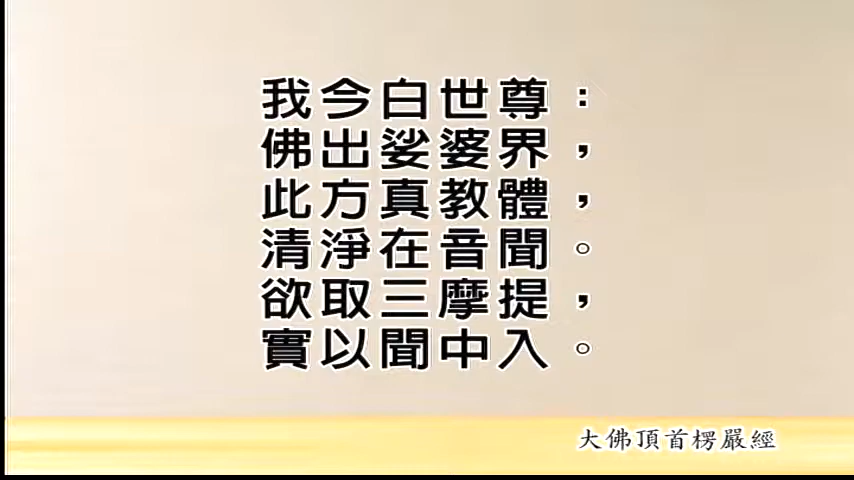 我今白世尊：
佛出娑婆界，
此方真教體，
清淨在音聞。
欲取三摩提，
實以聞中入。
大佛頂首楞嚴經